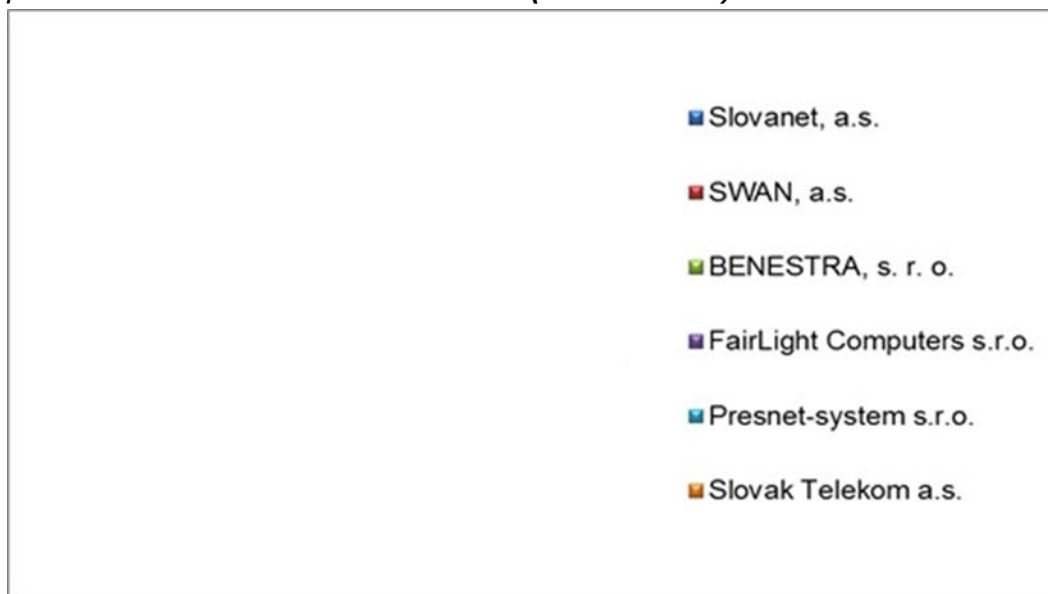 Slovanet, a.s.
SWAN, a.s.
BENESTRA, s. r. o.
FairLight Computers s.r.o.
Presnet-system s.r.o.
Slovak Telekom a.s.